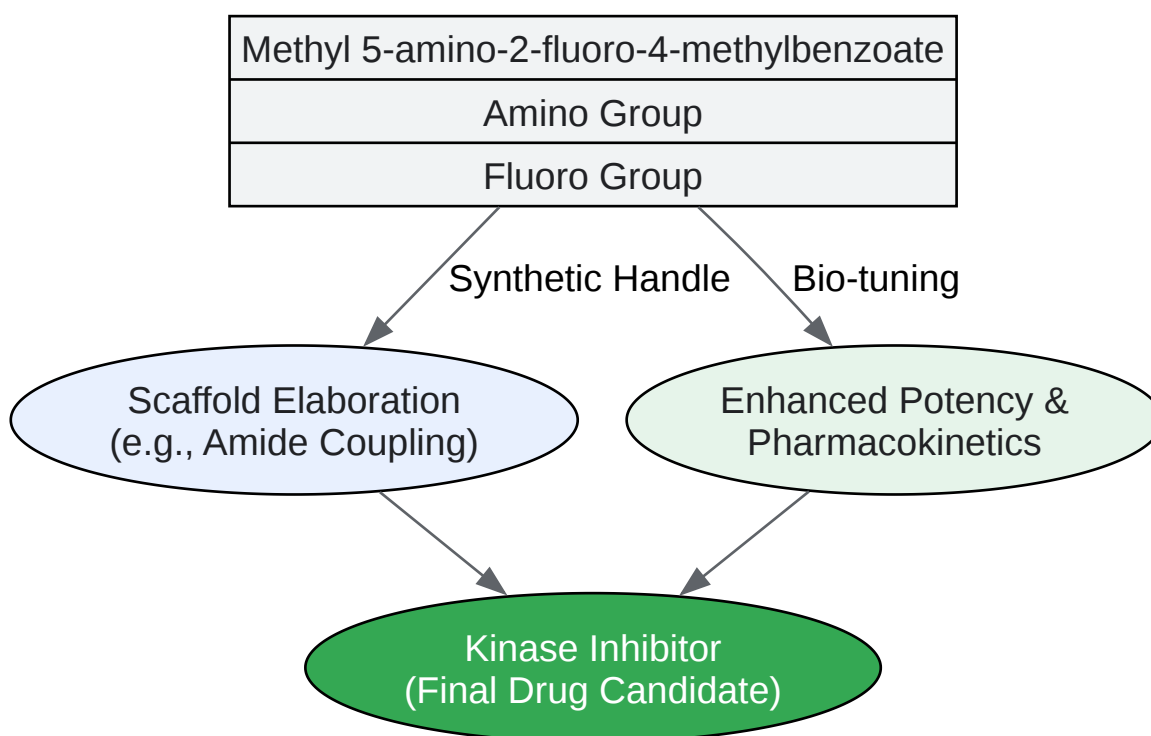 Methyl 5-amino-2-fluoro-4-methylbenzoate
Amino Group
Fluoro Group
Synthetic Handle
Bio-tuning
Scaffold Elaboration
(e.g., Amide Coupling)
Enhanced Potency &
Pharmacokinetics
Kinase Inhibitor
(Final Drug Candidate)